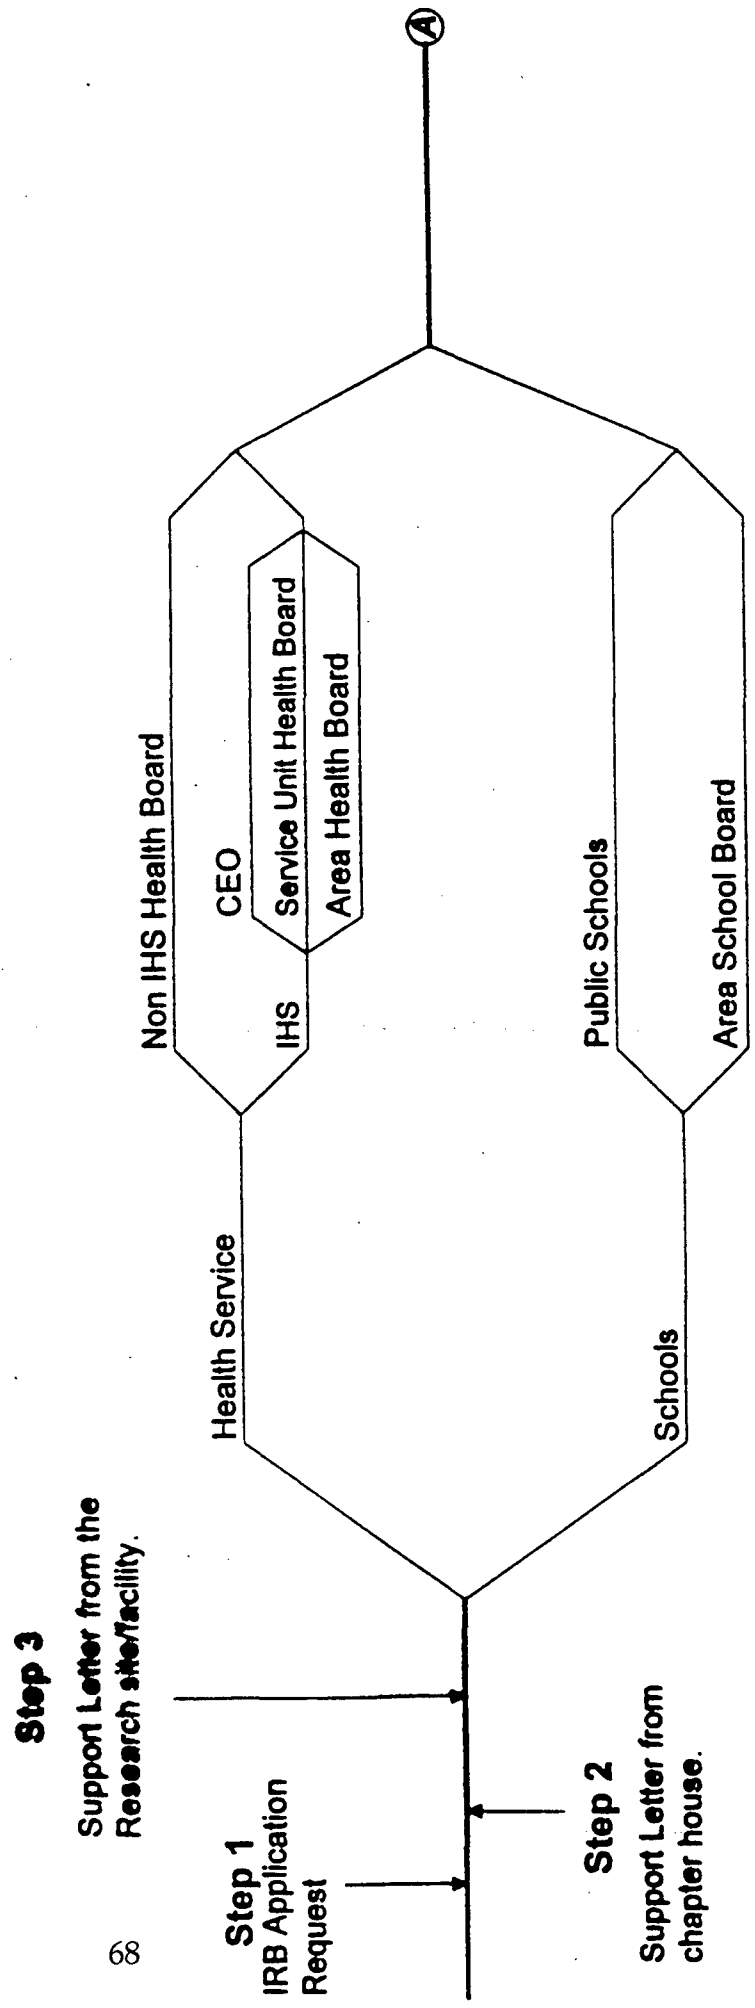 Step 3
Support Letter from the
Research site/facility.
Step 1
IRB Application
Request
Step 2
Support Letter from
chapter house.
Health Service
Schools
Non IHS Health Board
IHS
CEO
Service Unit Health Board
Area Health Board
Public Schools
Area School Board
A
68